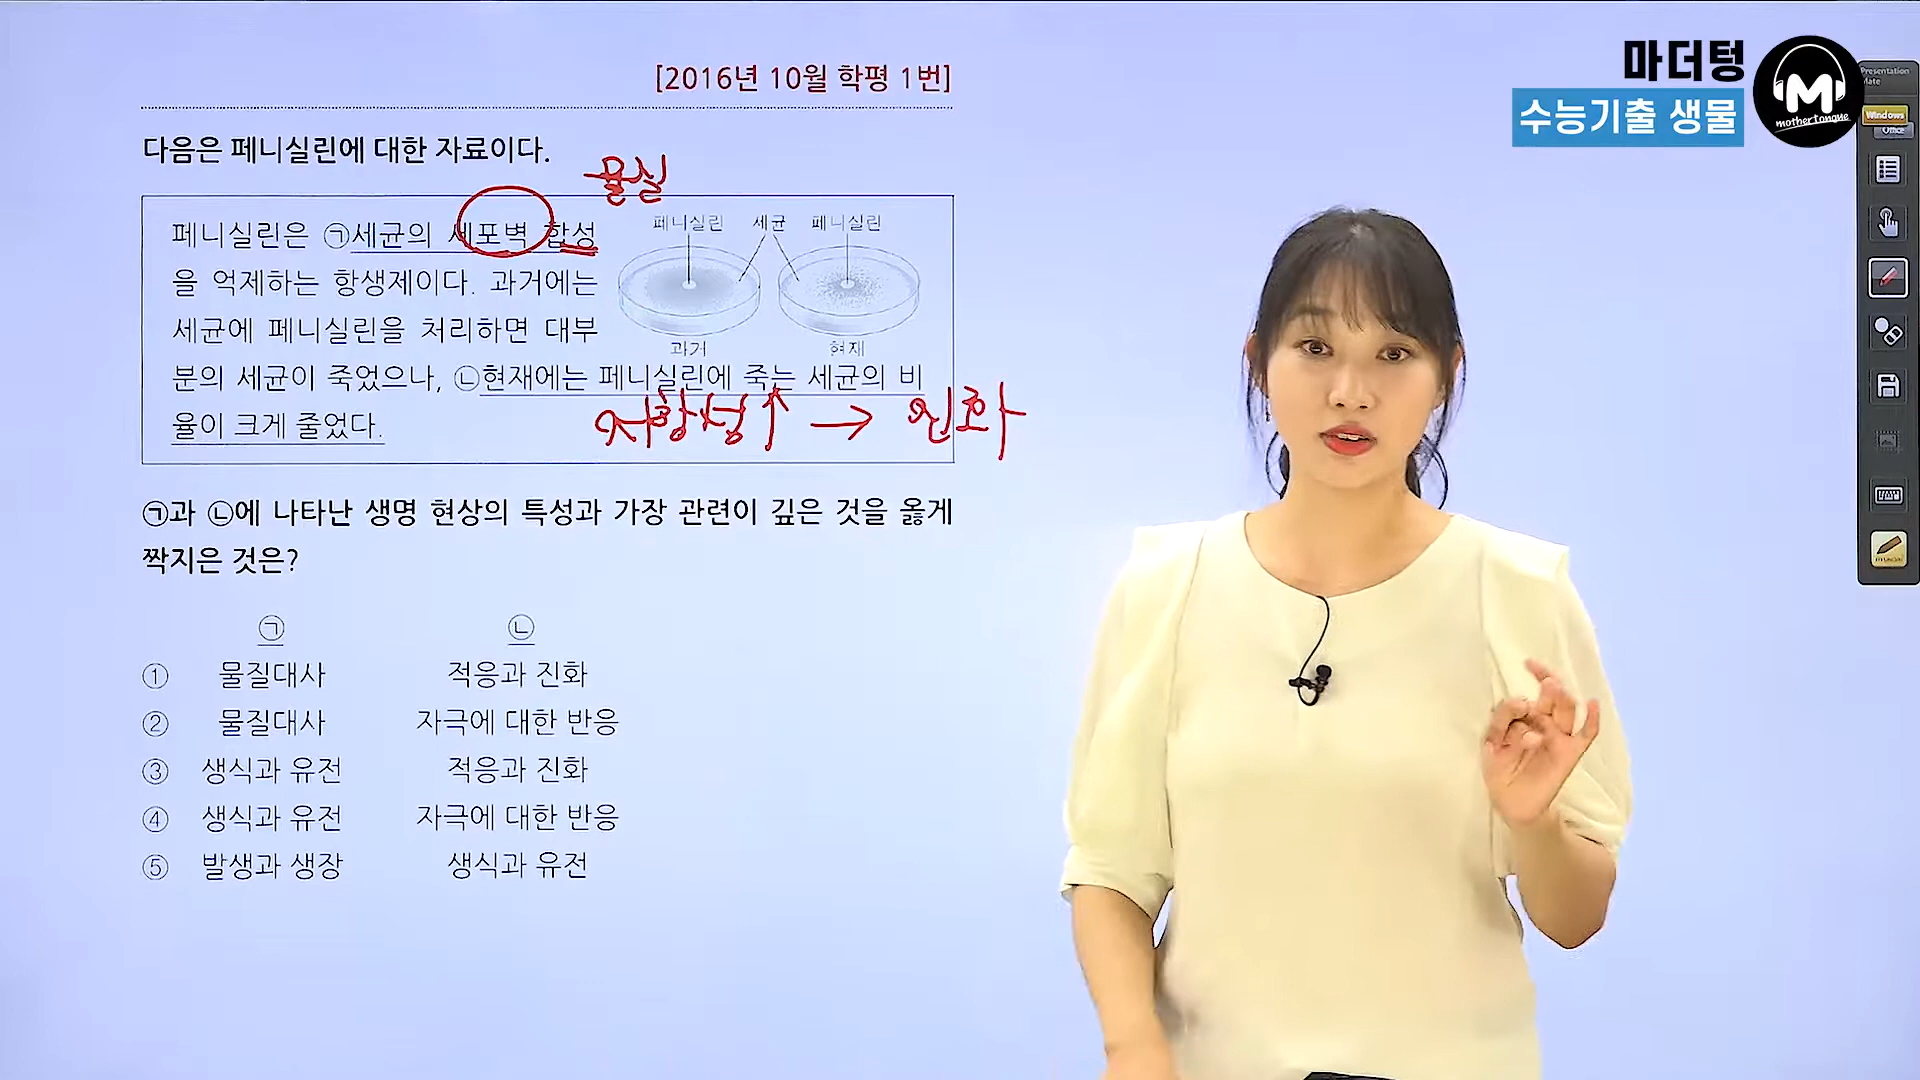 [2016년 10월 학평 1번]
다음은 페니실린에 대한 자료이다.
물실
페니실린은 ㉠세균의 세포벽 합성
을 억제하는 항생제이다. 과거에는
세균에 페니실린을 처리하면 대부
분의 세균이 죽었으나, ㉡현재에는 페니실린에 죽는 세균의 비
율이 크게 줄었다.
페니실린 세균 페니실린
과거 현재
저항성↑ → 진화
㉠과 ㉡에 나타난 생명 현상의 특성과 가장 관련이 깊은 것을 옳게
짝지은 것은?
㉠ ㉡
① 물질대사 적응과 진화
② 물질대사 자극에 대한 반응
③ 생식과 유전 적응과 진화
④ 생식과 유전 자극에 대한 반응
⑤ 발생과 생장 생식과 유전
마더텅
수능기출 생물
M
mothertongue
Presentation
Mate
Windows
Office